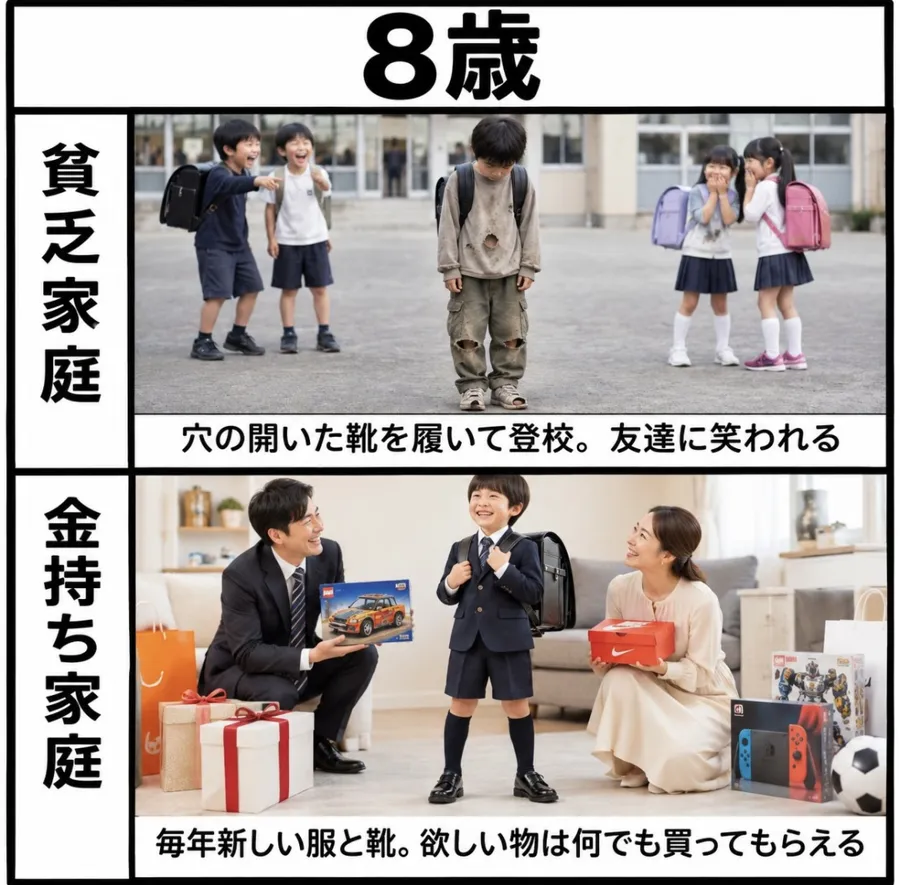 8歳
貧乏家庭
穴の開いた靴を履いて登校。友達に笑われる
金持ち家庭
毎年新しい服と靴。欲しい物は何でも買ってもらえる